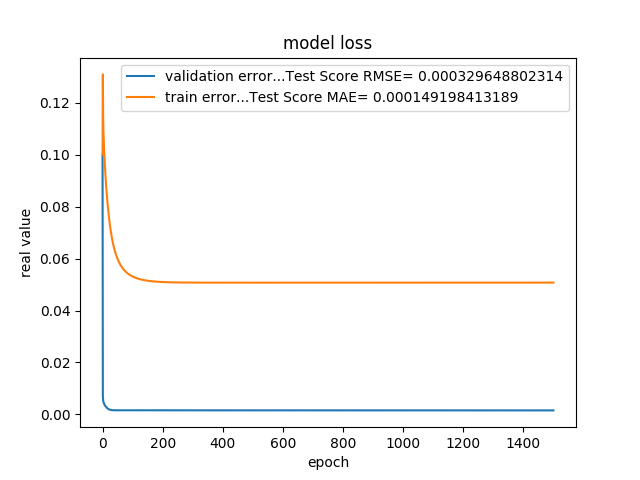 model loss
validation error...Test Score RMSE= 0.000329648802314
train error...Test Score MAE= 0.000149198413189
real value
0.12
0.10
0.08
0.06
0.04
0.02
0.00
0 200 400 600 800 1000 1200 1400
epoch